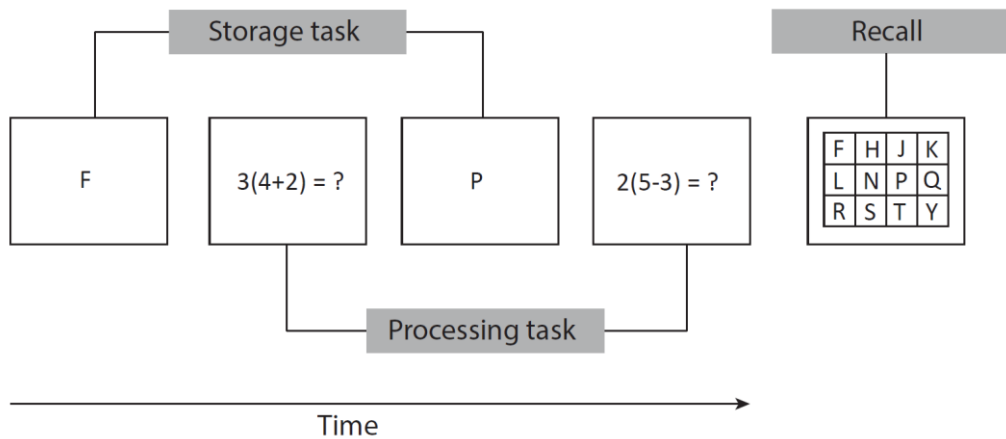 Storage task
Recall
F
3(4+2) = ?
P
2(5-3) = ?
F H J K
L N P Q
R S T Y
Processing task
Time